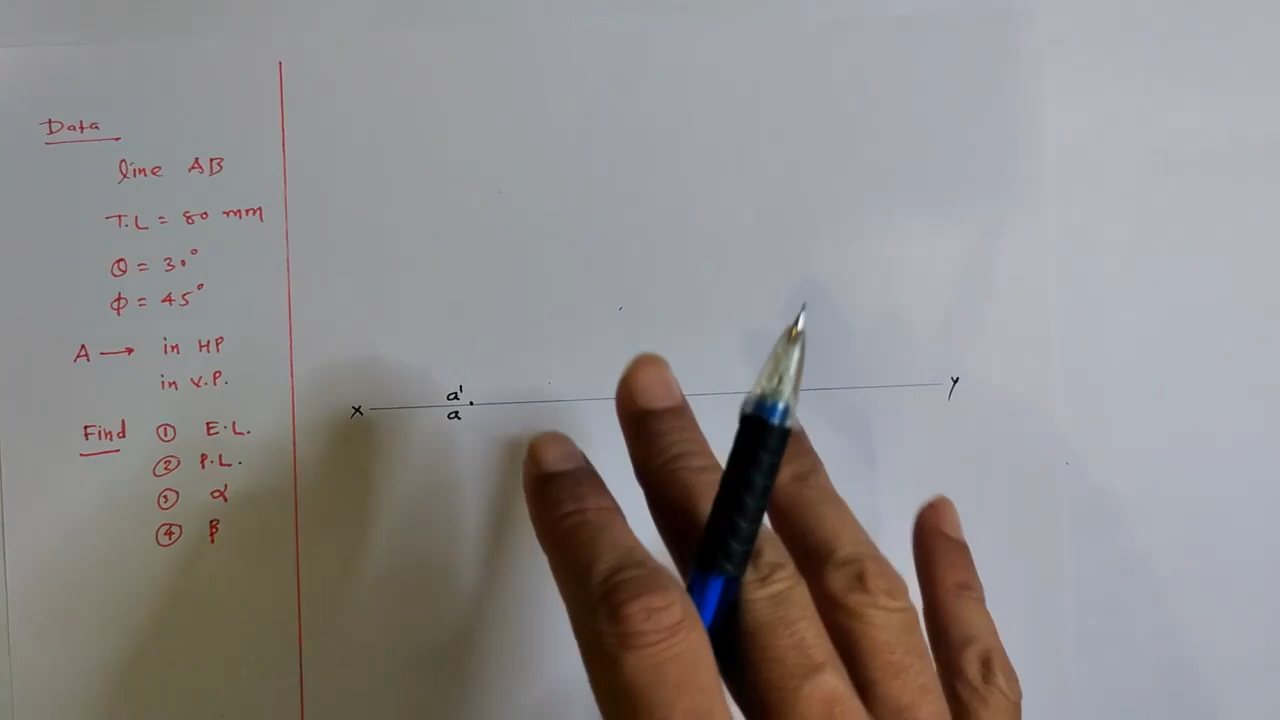 Data
line AB
T.L = 80 mm
θ = 30°
ϕ = 45°
A → in HP
in V.P.
Find ① E.L.
② P.L.
③ α
④ β
a'
a
X
Y